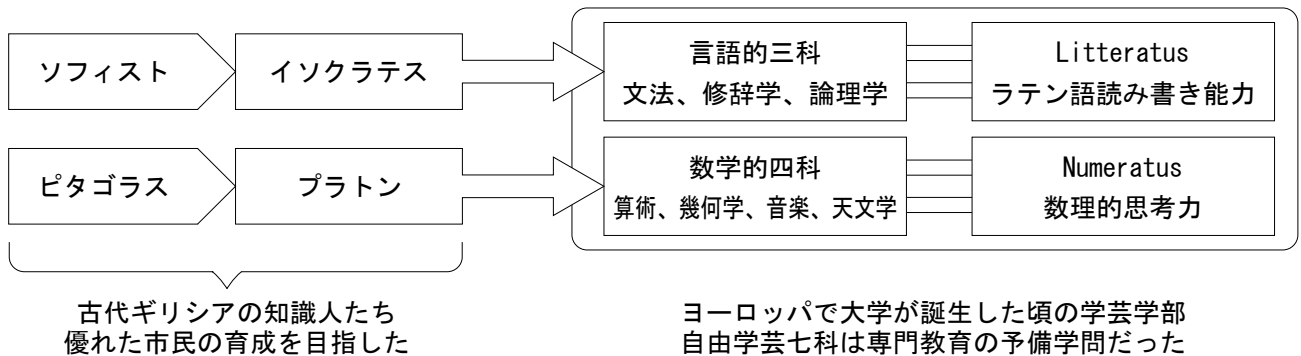 ソフィスト
イソクラテス
言語的三科
文法、修辞学、論理学
Litteratus
ラテン語読み書き能力
ピタゴラス
プラトン
数学的四科
算術、幾何学、音楽、天文学
Numeratus
数理的思考力
古代ギリシアの知識人たち
優れた市民の育成を目指した
ヨーロッパで大学が誕生した頃の学芸学部
自由学芸七科は専門教育の予備学問だった